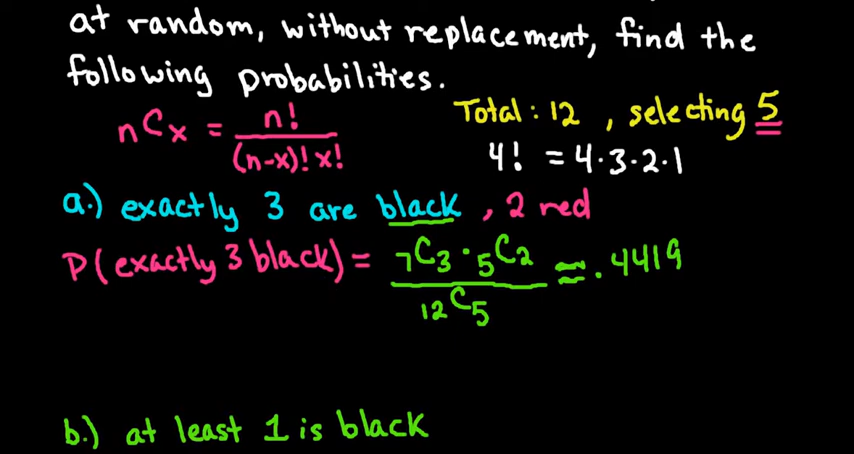 at random, without replacement, find the
following probabilities.
nCx = n! / (n-x)! x!
Total: 12, selecting 5
4! = 4·3·2·1
a.) exactly 3 are black, 2 red
P(exactly 3 black) = 7C3 · 5C2 / 12C5 ≅ .4419
b.) at least 1 is black